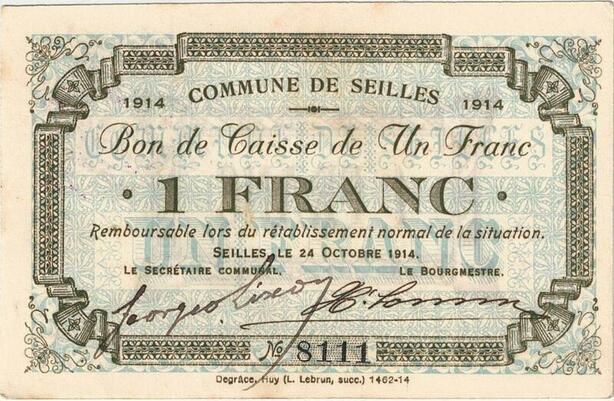 COMMUNE DE SEILLES
1914 1914
Bon de Caisse de Un Franc
· 1 FRANC ·
Remboursable lors du rétablissement normal de la situation.
SEILLES, LE 24 OCTOBRE 1914.
LE SECRÉTAIRE COMMUNAL, LE BOURGMESTRE,
Georges
№ 8111
Degrâce, Huy (L. Lebrun, succ.) 1462-14